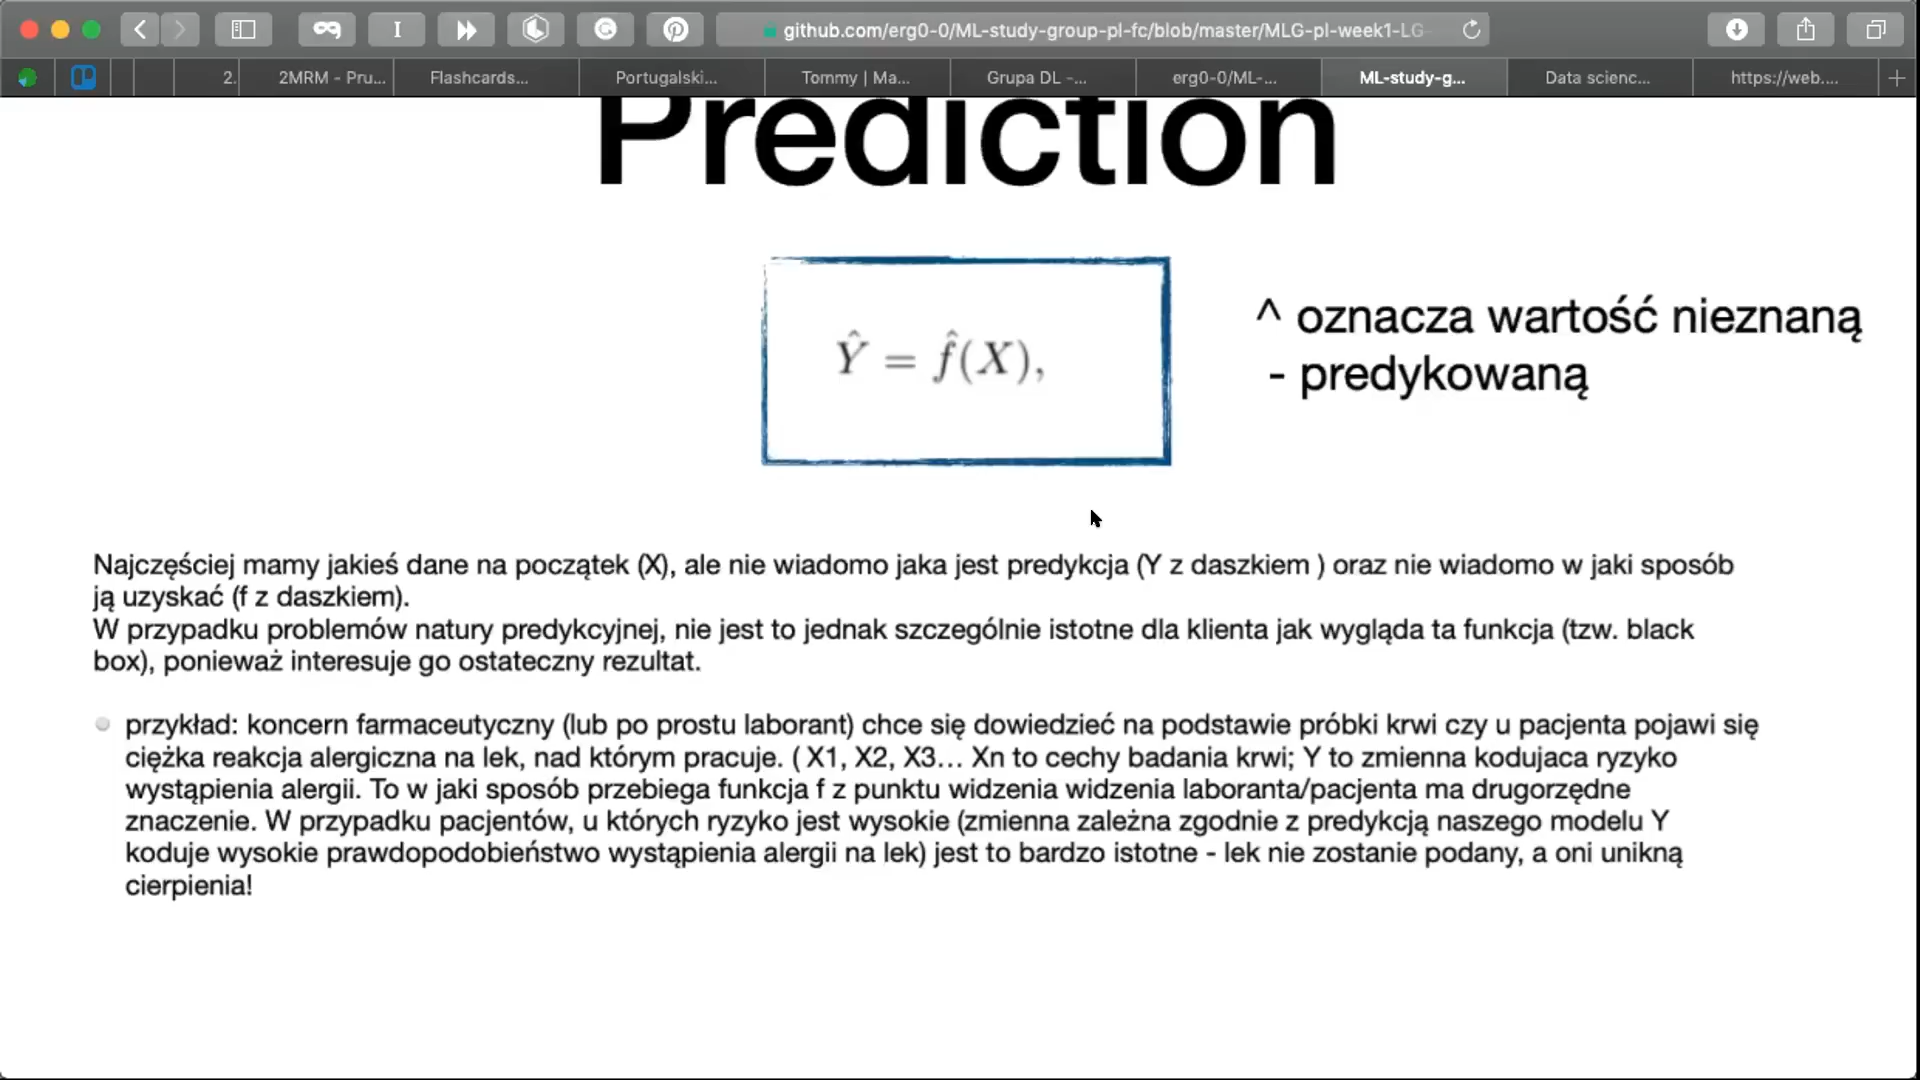 github.com/erg0-0/ML-study-group-pl-fc/blob/master/MLG-pl-week1-LG-
2.
2MRM - Pru...
Flashcards...
Portugalski...
Tommy | Ma...
Grupa DL -...
erg0-0/ML-...
ML-study-g...
Data scienc...
https://web....
Prediction
Ŷ = f̂(X),
^ oznacza wartość nieznaną
- predykowaną
Najczęściej mamy jakieś dane na początek (X), ale nie wiadomo jaka jest predykcja (Y z daszkiem ) oraz nie wiadomo w jaki sposób
ją uzyskać (f z daszkiem).
W przypadku problemów natury predykcyjnej, nie jest to jednak szczególnie istotne dla klienta jak wygląda ta funkcja (tzw. black
box), ponieważ interesuje go ostateczny rezultat.
przykład: koncern farmaceutyczny (lub po prostu laborant) chce się dowiedzieć na podstawie próbki krwi czy u pacjenta pojawi się
ciężka reakcja alergiczna na lek, nad którym pracuje. ( X1, X2, X3… Xn to cechy badania krwi; Y to zmienna kodujaca ryzyko
wystąpienia alergii. To w jaki sposób przebiega funkcja f z punktu widzenia widzenia laboranta/pacjenta ma drugorzędne
znaczenie. W przypadku pacjentów, u których ryzyko jest wysokie (zmienna zależna zgodnie z predykcją naszego modelu Y
koduje wysokie prawdopodobieństwo wystąpienia alergii na lek) jest to bardzo istotne - lek nie zostanie podany, a oni unikną
cierpienia!